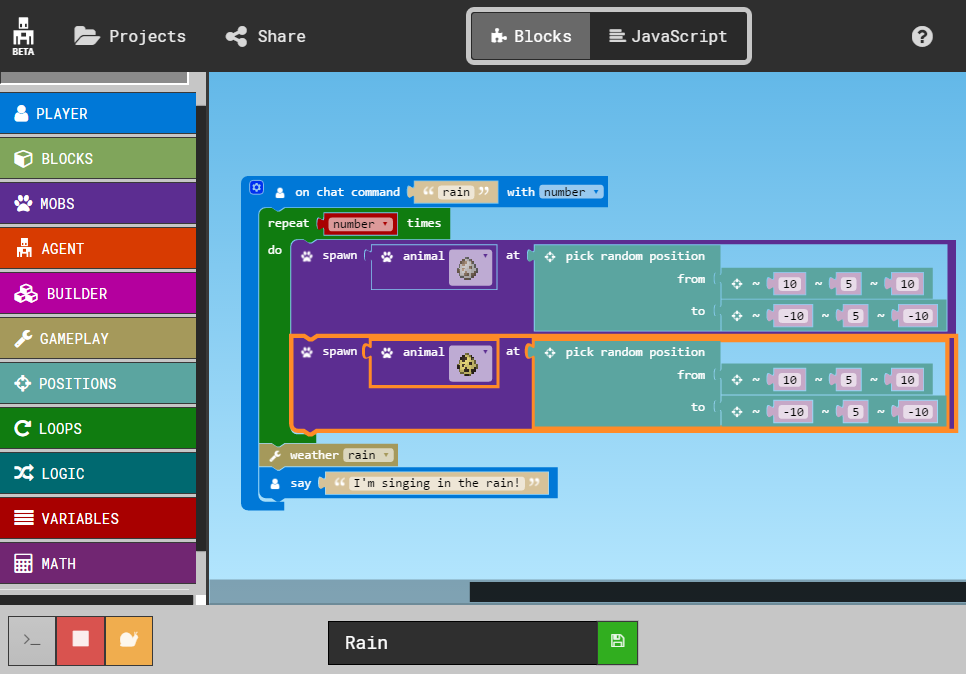 BETA
Projects
Share
Blocks
JavaScript
?
PLAYER
BLOCKS
MOBS
AGENT
BUILDER
GAMEPLAY
POSITIONS
LOOPS
LOGIC
VARIABLES
MATH
on chat command “ rain ” with number
repeat number times
do
spawn animal at pick random position
from ~ 10 ~ 5 ~ 10
to ~ -10 ~ 5 ~ -10
spawn animal at pick random position
from ~ 10 ~ 5 ~ 10
to ~ -10 ~ 5 ~ -10
weather rain
say “ I'm singing in the rain! ”
>_
Rain